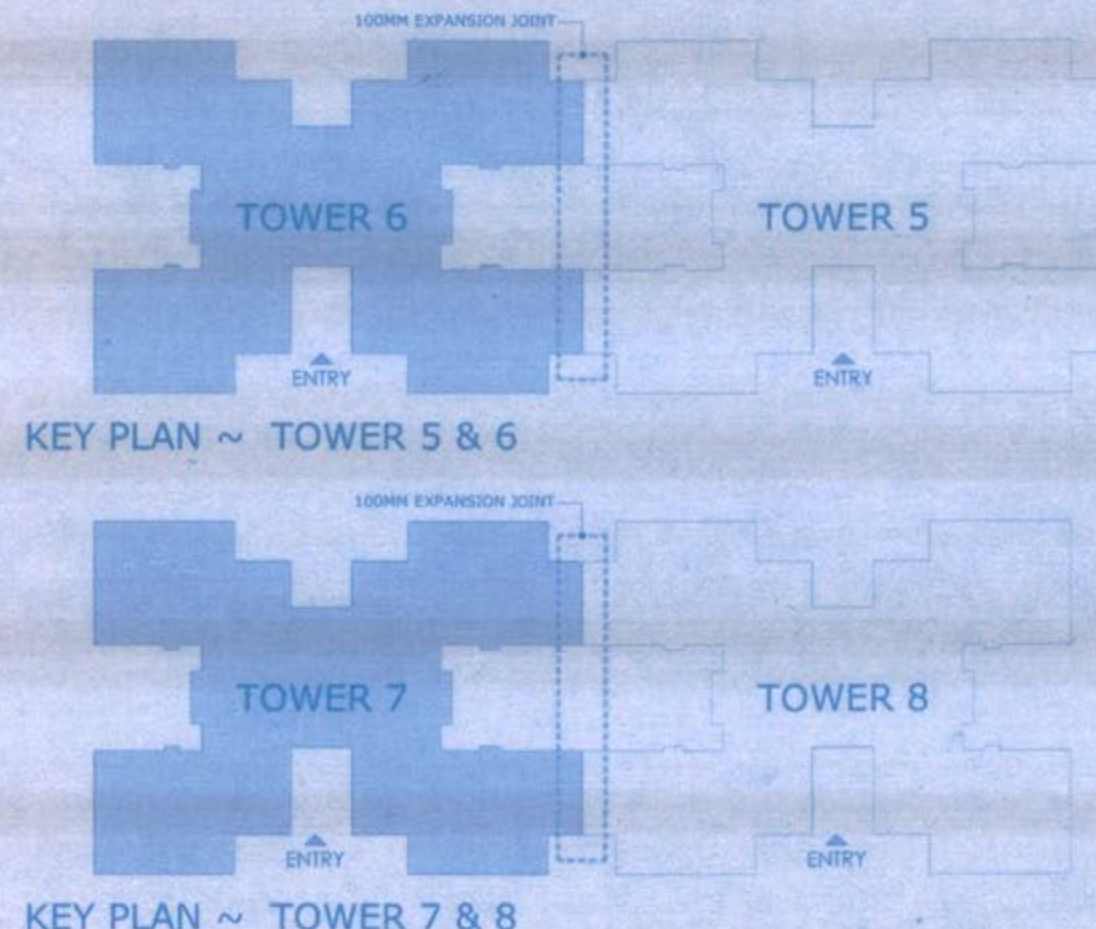 100MM EXPANSION JOINT
TOWER 6
TOWER 5
ENTRY
ENTRY
KEY PLAN ~ TOWER 5 & 6
100MM EXPANSION JOINT
TOWER 7
TOWER 8
ENTRY
ENTRY
KEY PLAN ~ TOWER 7 & 8